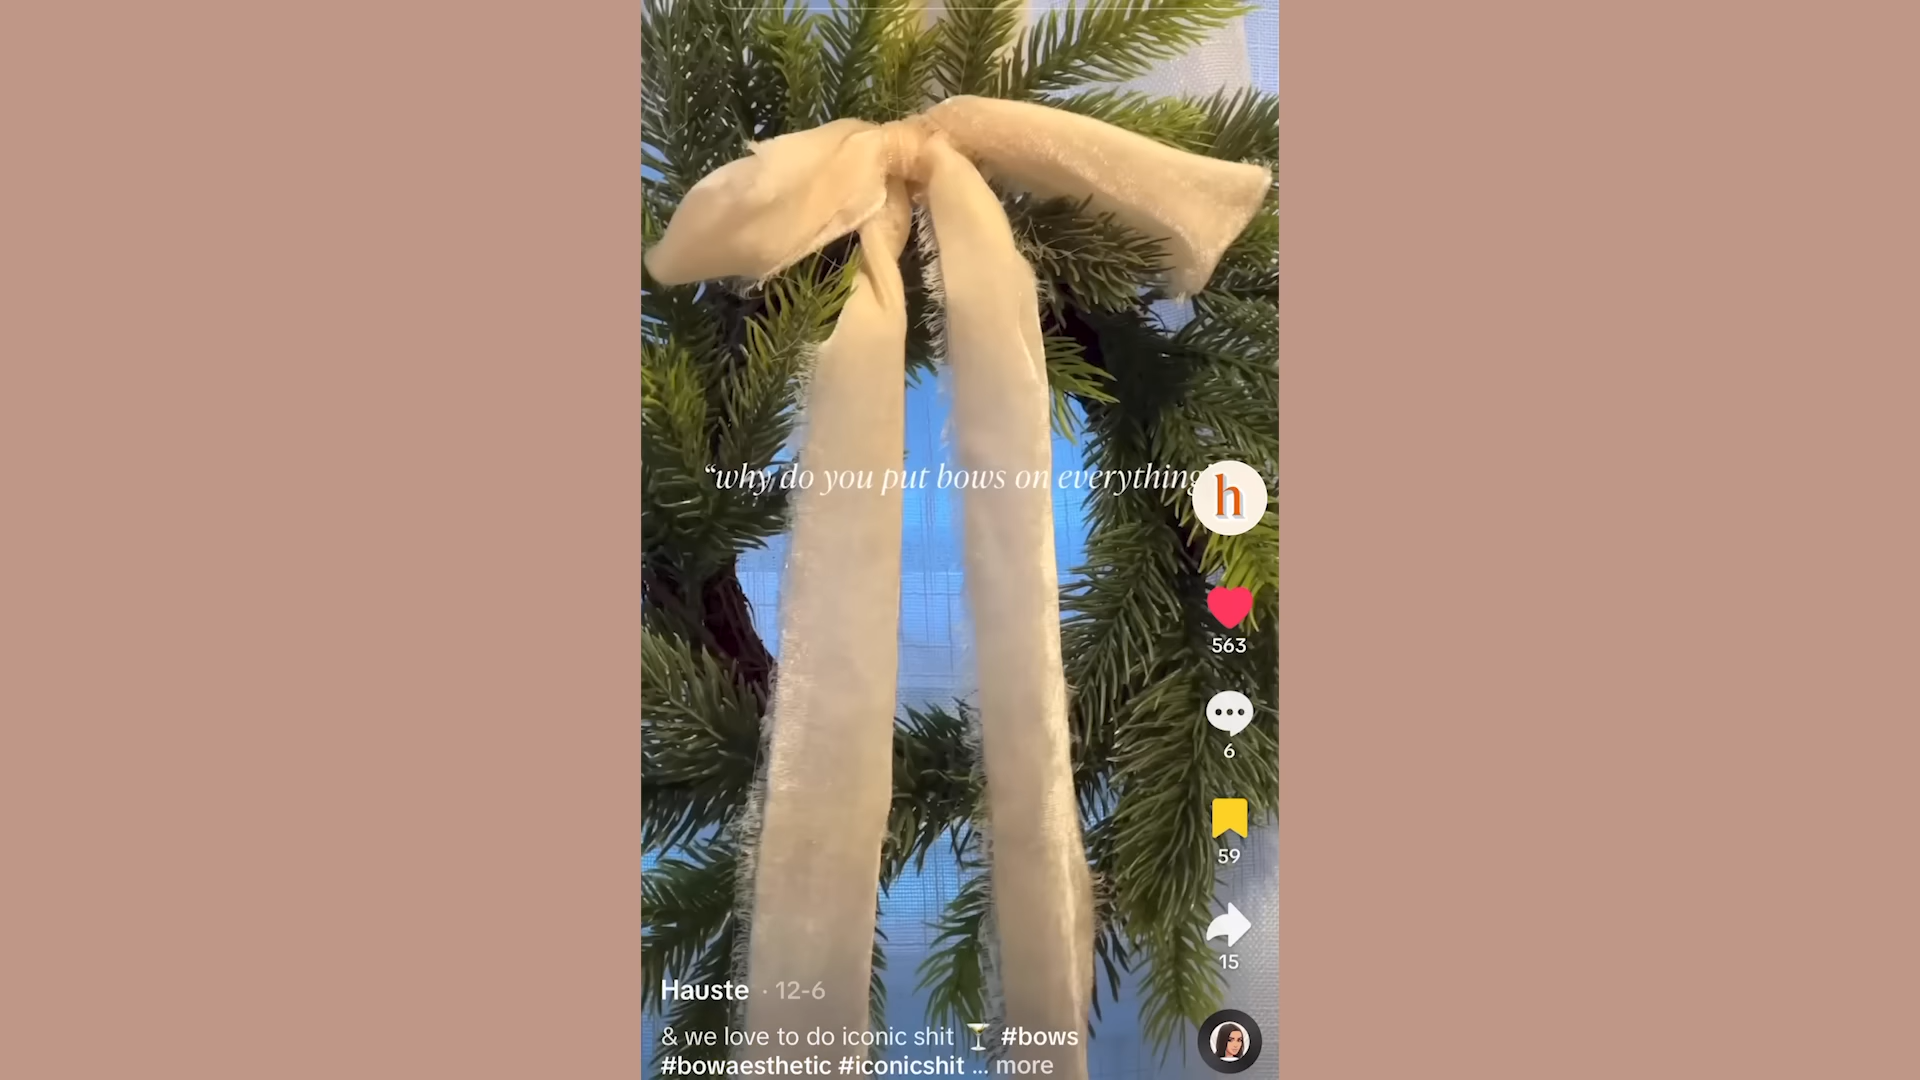 “why do you put bows on everything
h
563
6
59
15
Hauste · 12-6
& we love to do iconic shit 🍸 #bows
#bowaesthetic #iconicshit ... more